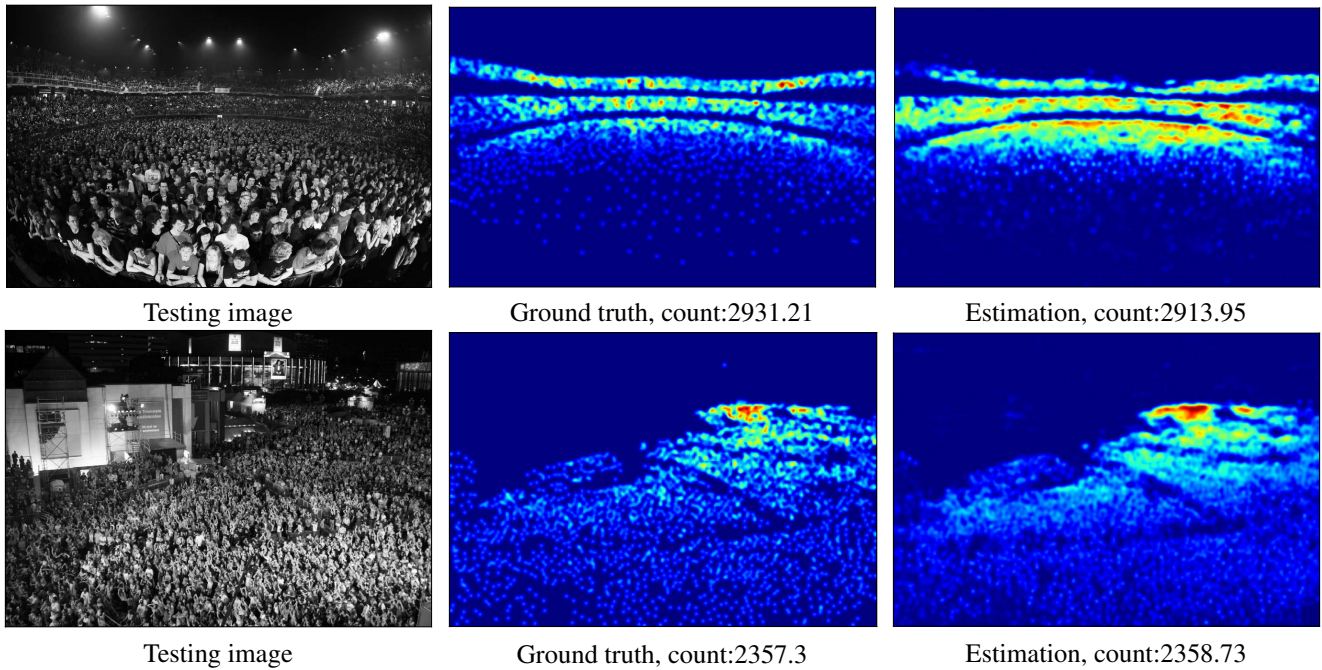 Testing image
Ground truth, count:2931.21
Estimation, count:2913.95
Testing image
Ground truth, count:2357.3
Estimation, count:2358.73